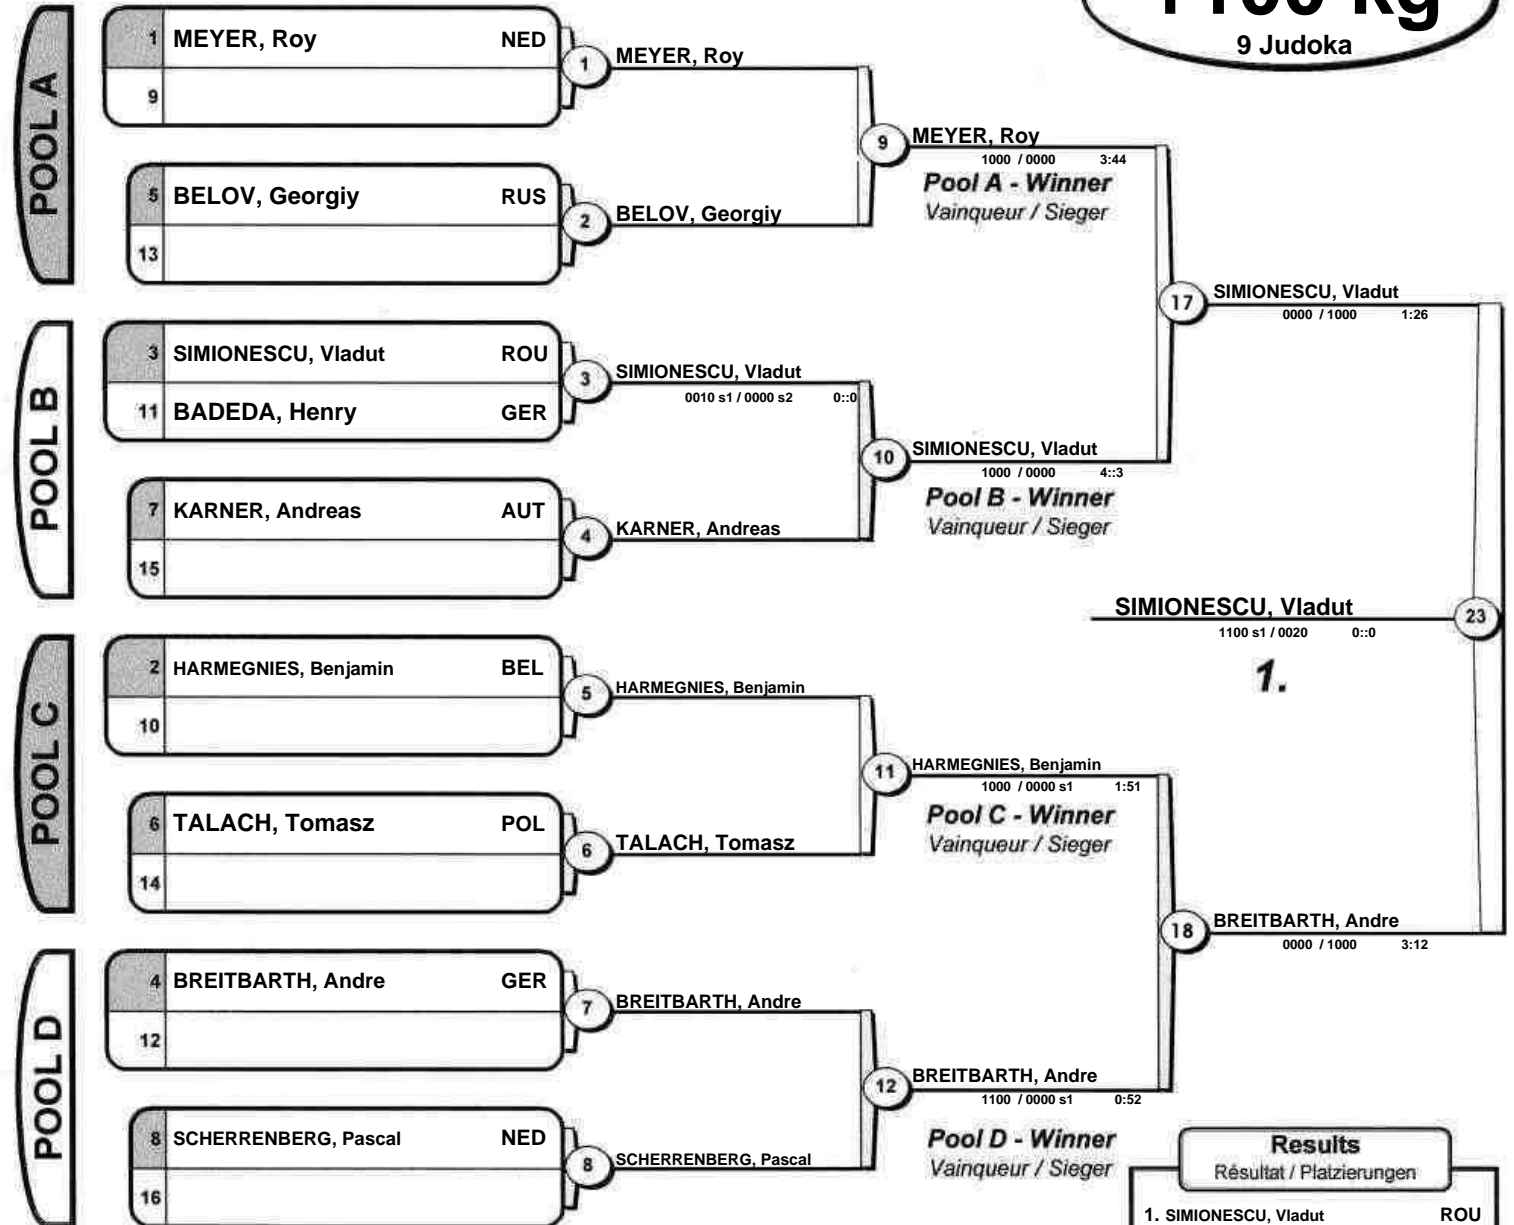 100 kg
9 Judoka
POOL A
1 MEYER, Roy NED
9
1 MEYER, Roy
5 BELOV, Georgiy RUS
13
2 BELOV, Georgiy
9 MEYER, Roy
1000 / 0000 3:44
Pool A - Winner
Vainqueur / Sieger
POOL B
3 SIMIONESCU, Vladut ROU
11 BADEDA, Henry GER
3 SIMIONESCU, Vladut
0010 s1 / 0000 s2 0::0
7 KARNER, Andreas AUT
15
4 KARNER, Andreas
10 SIMIONESCU, Vladut
1000 / 0000 4::3
Pool B - Winner
Vainqueur / Sieger
17 SIMIONESCU, Vladut
0000 / 1000 1:26
SIMIONESCU, Vladut 23
1100 s1 / 0020 0::0
1.
POOL C
2 HARMEGNIES, Benjamin BEL
10
5 HARMEGNIES, Benjamin
6 TALACH, Tomasz POL
14
6 TALACH, Tomasz
11 HARMEGNIES, Benjamin
1000 / 0000 s1 1:51
Pool C - Winner
Vainqueur / Sieger
POOL D
4 BREITBARTH, Andre GER
12
7 BREITBARTH, Andre
8 SCHERRENBERG, Pascal NED
16
8 SCHERRENBERG, Pascal
12 BREITBARTH, Andre
1100 / 0000 s1 0:52
Pool D - Winner
Vainqueur / Sieger
18 BREITBARTH, Andre
0000 / 1000 3:12
Results
Résultat / Platzierungen
1. SIMIONESCU, Vladut ROU